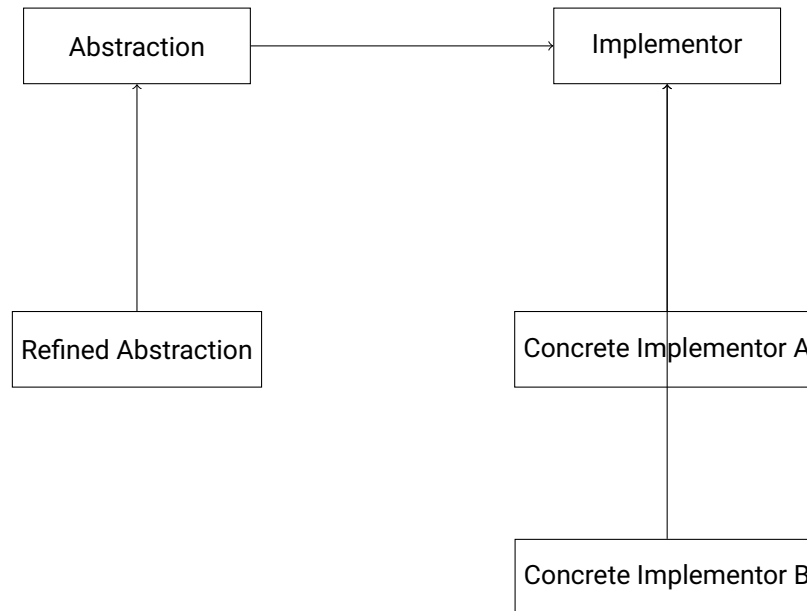 Abstraction
Implementor
Refined Abstraction
Concrete Implementor A
Concrete Implementor B